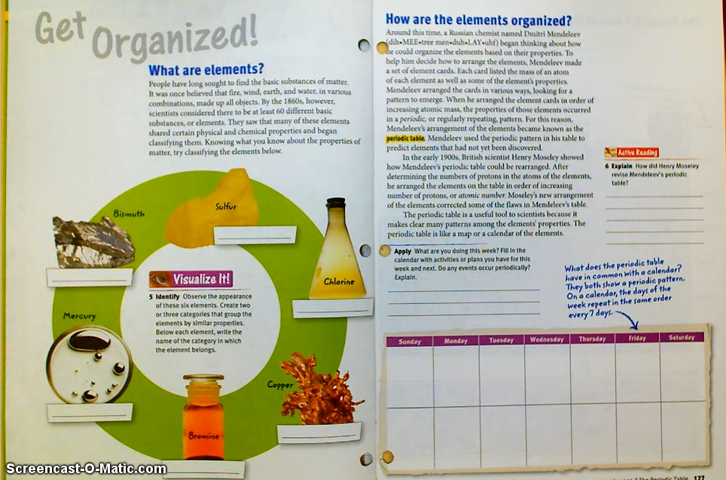 Get Organized!
What are elements?
People have long sought to find the basic substances of matter.
It was once believed that fire, wind, earth, and water, in various
combinations, made up all objects. By the 1860s, however,
scientists considered there to be at least 60 different basic
substances, or elements. They saw that many of these elements
shared certain physical and chemical properties and began
classifying them. Knowing what you know about the properties of
matter, try classifying the elements below.
Bismuth
Sulfur
Chlorine
Mercury
Copper
Bromine
Visualize It!
5 Identify Observe the appearance
of these six elements. Create two
or three categories that group the
elements by similar properties.
Below each element, write the
name of the category in which
the element belongs.
How are the elements organized?
Around this time, a Russian chemist named Dmitri Mendeleev
(dih•MEE•tree men•duh•LAY•uhf) began thinking about how
he could organize the elements based on their properties. To
help him decide how to arrange the elements, Mendeleev made
a set of element cards. Each card listed the mass of an atom
of each element as well as some of the element's properties.
Mendeleev arranged the cards in various ways, looking for a
pattern to emerge. When he arranged the element cards in order of
increasing atomic mass, the properties of those elements occurred
in a periodic, or regularly repeating, pattern. For this reason,
Mendeleev's arrangement of the elements became known as the
periodic table. Mendeleev used the periodic pattern in his table to
predict elements that had not yet been discovered.
In the early 1900s, British scientist Henry Moseley showed
how Mendeleev's periodic table could be rearranged. After
determining the numbers of protons in the atoms of the elements,
he arranged the elements on the table in order of increasing
number of protons, or atomic number. Moseley's new arrangement
of the elements corrected some of the flaws in Mendeleev's table.
The periodic table is a useful tool to scientists because it
makes clear many patterns among the elements' properties. The
periodic table is like a map or a calendar of the elements.
Active Reading
6 Explain How did Henry Moseley
revise Mendeleev's periodic
table?
Apply What are you doing this week? Fill in the
calendar with activities or plans you have for this
week and next. Do any events occur periodically?
Explain.
What does the periodic table
have in common with a calendar?
They both show a periodic pattern.
On a calendar, the days of the
week repeat in the same order
every 7 days.
Sunday Monday Tuesday Wednesday Thursday Friday Saturday
The Periodic Table 127
Screencast-O-Matic.com